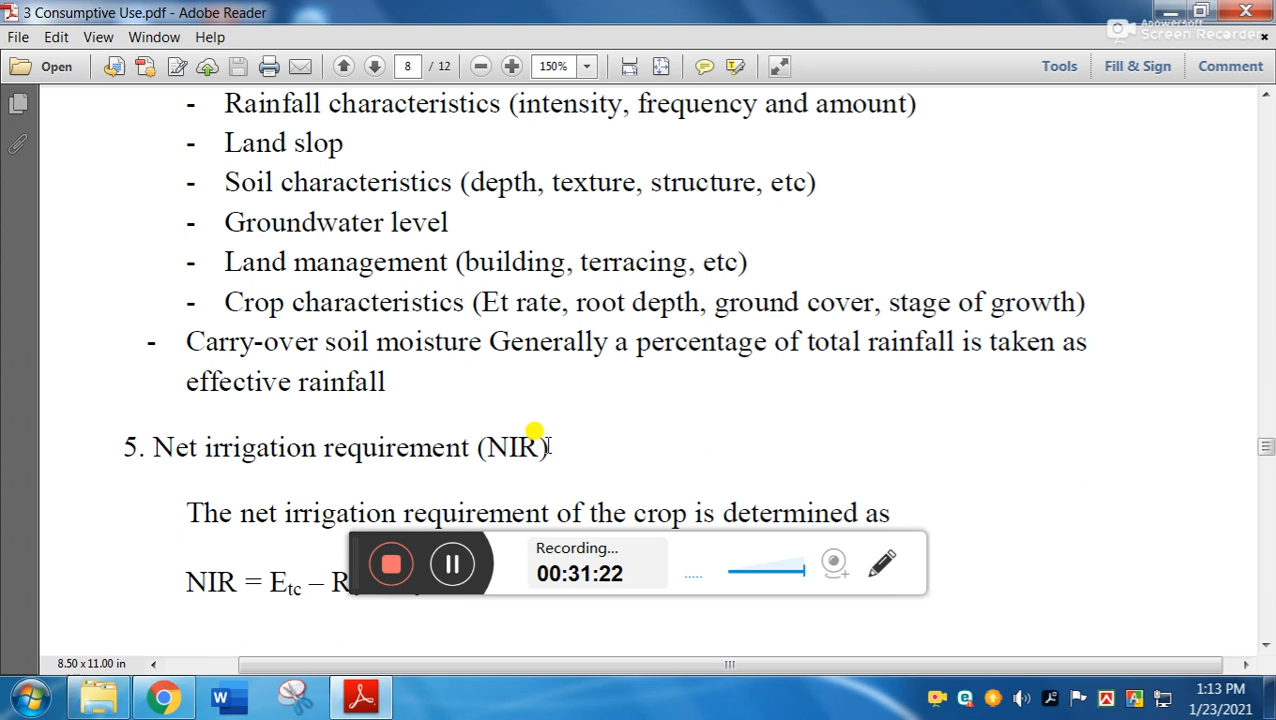 3 Consumptive Use.pdf - Adobe Reader
Apowersoft
Screen Recorder
File Edit View Window Help
Open 8 / 12 150% Tools Fill & Sign Comment
- Rainfall characteristics (intensity, frequency and amount)
- Land slop
- Soil characteristics (depth, texture, structure, etc)
- Groundwater level
- Land management (building, terracing, etc)
- Crop characteristics (Et rate, root depth, ground cover, stage of growth)
- Carry-over soil moisture Generally a percentage of total rainfall is taken as
effective rainfall
5. Net irrigation requirement (NIR)
The net irrigation requirement of the crop is determined as
Recording...
00:31:22
NIR = Etc – R
8.50 x 11.00 in
1:13 PM
1/23/2021